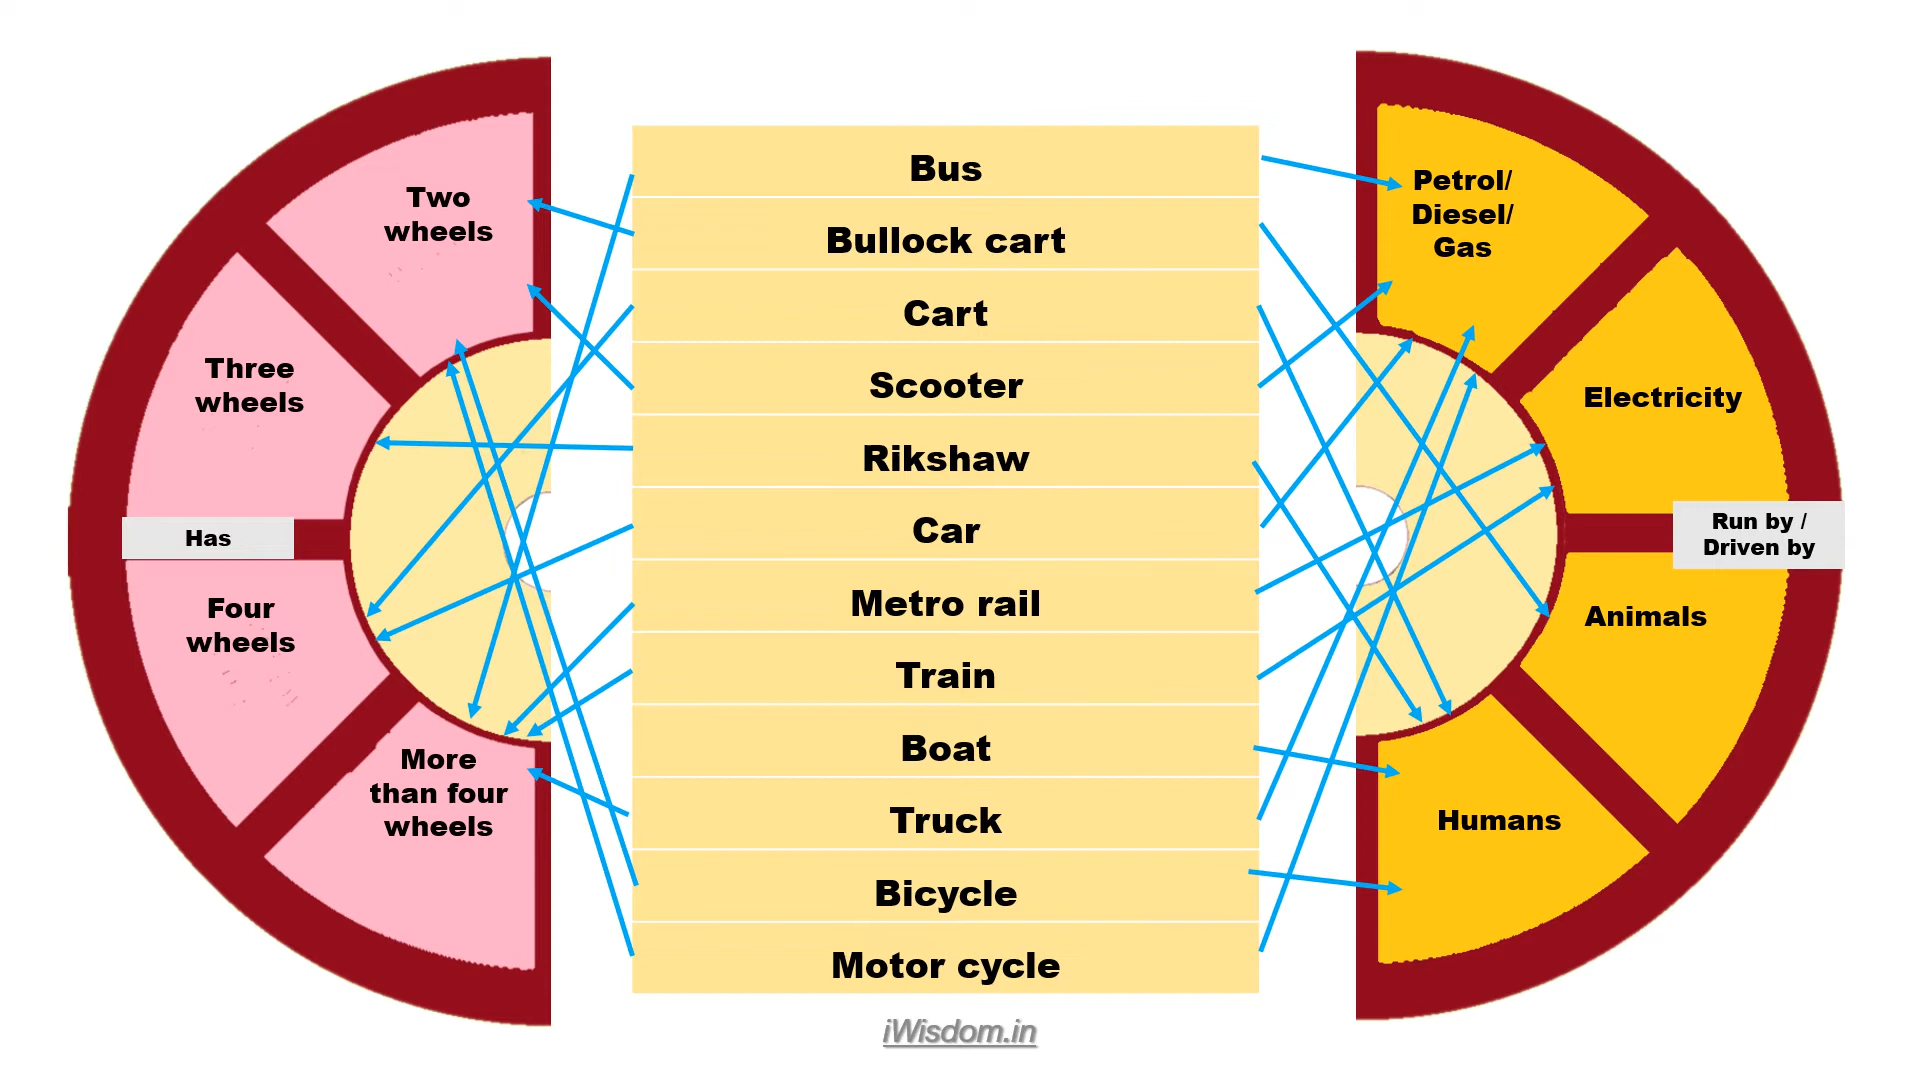 Two
wheels
Three
wheels
Has
Four
wheels
More
than four
wheels
Bus
Bullock cart
Cart
Scooter
Rikshaw
Car
Metro rail
Train
Boat
Truck
Bicycle
Motor cycle
Petrol/
Diesel/
Gas
Electricity
Run by /
Driven by
Animals
Humans
iWisdom.in